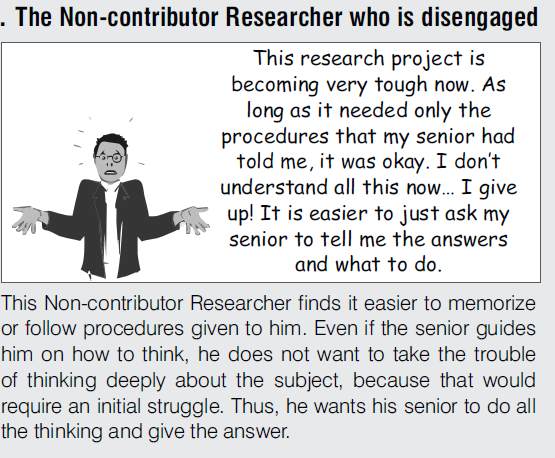 . The Non-contributor Researcher who is disengaged
This research project is
becoming very tough now. As
long as it needed only the
procedures that my senior had
told me, it was okay. I don't
understand all this now... I give
up! It is easier to just ask my
senior to tell me the answers
and what to do.
This Non-contributor Researcher finds it easier to memorize
or follow procedures given to him. Even if the senior guides
him on how to think, he does not want to take the trouble
of thinking deeply about the subject, because that would
require an initial struggle. Thus, he wants his senior to do all
the thinking and give the answer.